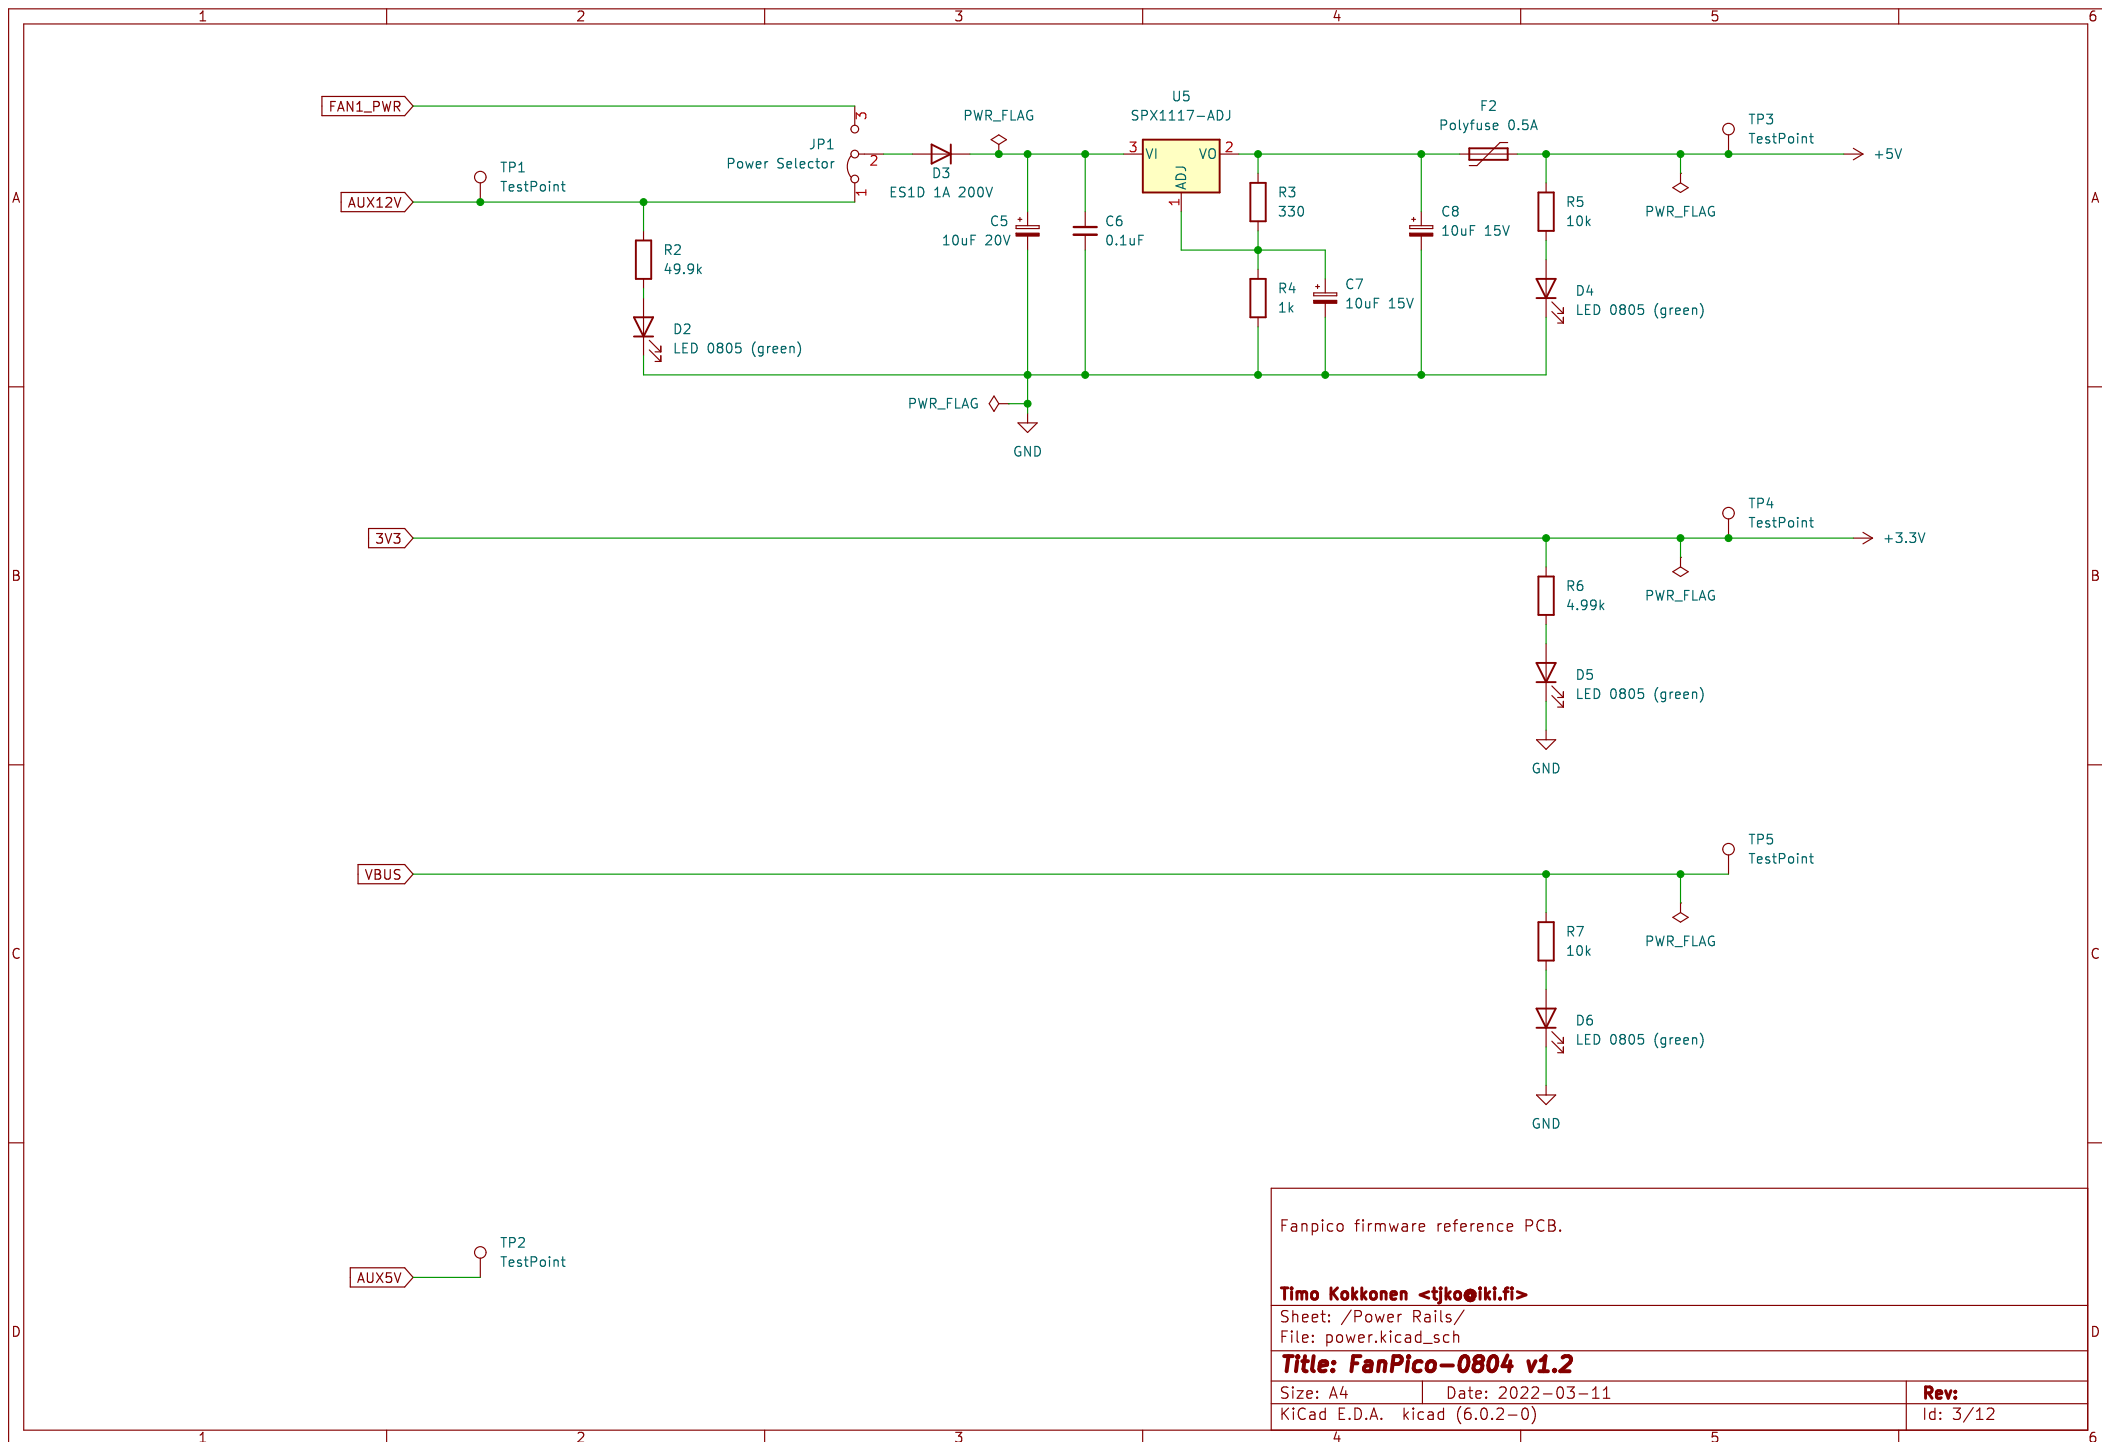 1 2 3 4 5 6
FAN1_PWR
3
JP1
Power Selector
2
1
TP1
TestPoint
AUX12V
R2
49.9k
D2
LED 0805 (green)
D3
ES1D 1A 200V
PWR_FLAG
C5
10uF 20V
C6
0.1uF
PWR_FLAG
GND
U5
SPX1117-ADJ
3 VI VO 2
ADJ
1
R3
330
R4
1k
C7
10uF 15V
C8
10uF 15V
F2
Polyfuse 0.5A
R5
10k
D4
LED 0805 (green)
TP3
TestPoint
PWR_FLAG
+5V
A A
3V3
TP4
TestPoint
+3.3V
PWR_FLAG
R6
4.99k
D5
LED 0805 (green)
GND
B B
VBUS
TP5
TestPoint
PWR_FLAG
R7
10k
D6
LED 0805 (green)
GND
C C
TP2
TestPoint
AUX5V
D D
Fanpico firmware reference PCB.
Timo Kokkonen <tjko@iki.fi>
Sheet: /Power Rails/
File: power.kicad_sch
Title: FanPico-0804 v1.2
Size: A4 Date: 2022-03-11 Rev:
KiCad E.D.A. kicad (6.0.2-0) Id: 3/12
1 2 3 4 5 6